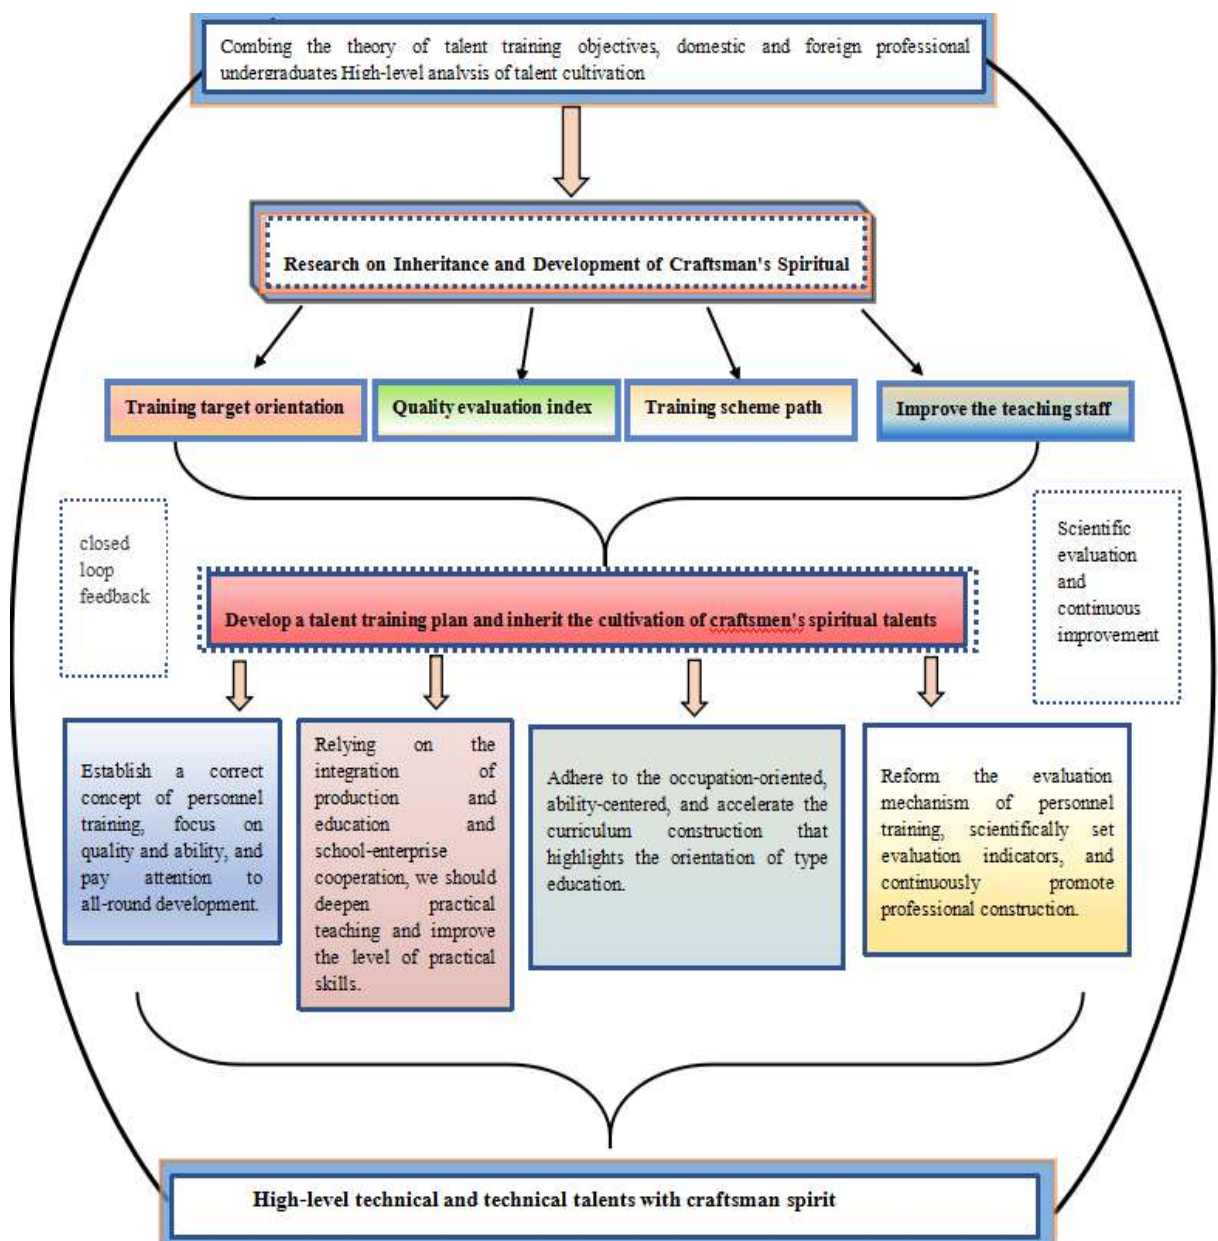 Combing the theory of talent training objectives, domestic and foreign professional
undergraduates High-level analysis of talent cultivation
Research on Inheritance and Development of Craftsman's Spiritual
Training target orientation
Quality evaluation index
Training scheme path
Improve the teaching staff
closed
loop
feedback
Scientific
evaluation
and
continuous
improvement
Develop a talent training plan and inherit the cultivation of craftsmen's spiritual talents
Establish a correct
concept of personnel
training, focus on
quality and ability, and
pay attention to
all-round development.
Relying on the
integration of
production and
education and
school-enterprise
cooperation, we should
deepen practical
teaching and improve
the level of practical
skills.
Adhere to the occupation-oriented,
ability-centered, and accelerate the
curriculum construction that
highlights the orientation of type
education.
Reform the evaluation
mechanism of personnel
training, scientifically set
evaluation indicators, and
continuously promote
professional construction.
High-level technical and technical talents with craftsman spirit